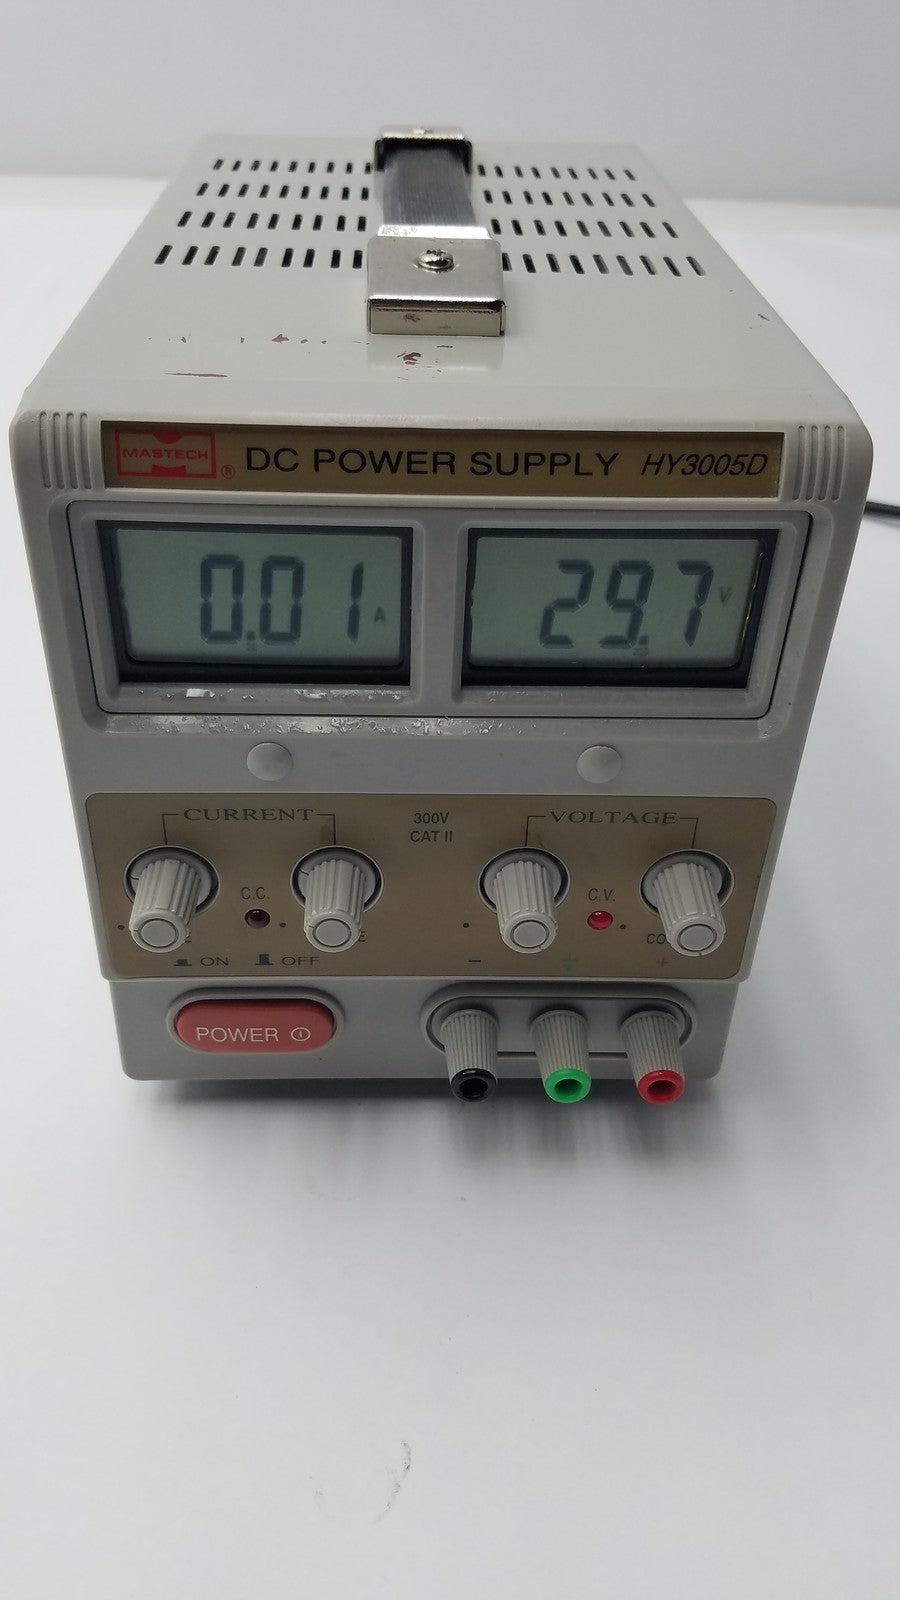 MASTECH ® DC POWER SUPPLY HY3005D
0.01 A
29.7 V
CURRENT
300V
CAT II
VOLTAGE
C.C.
C.V.
ON OFF
- +
POWER